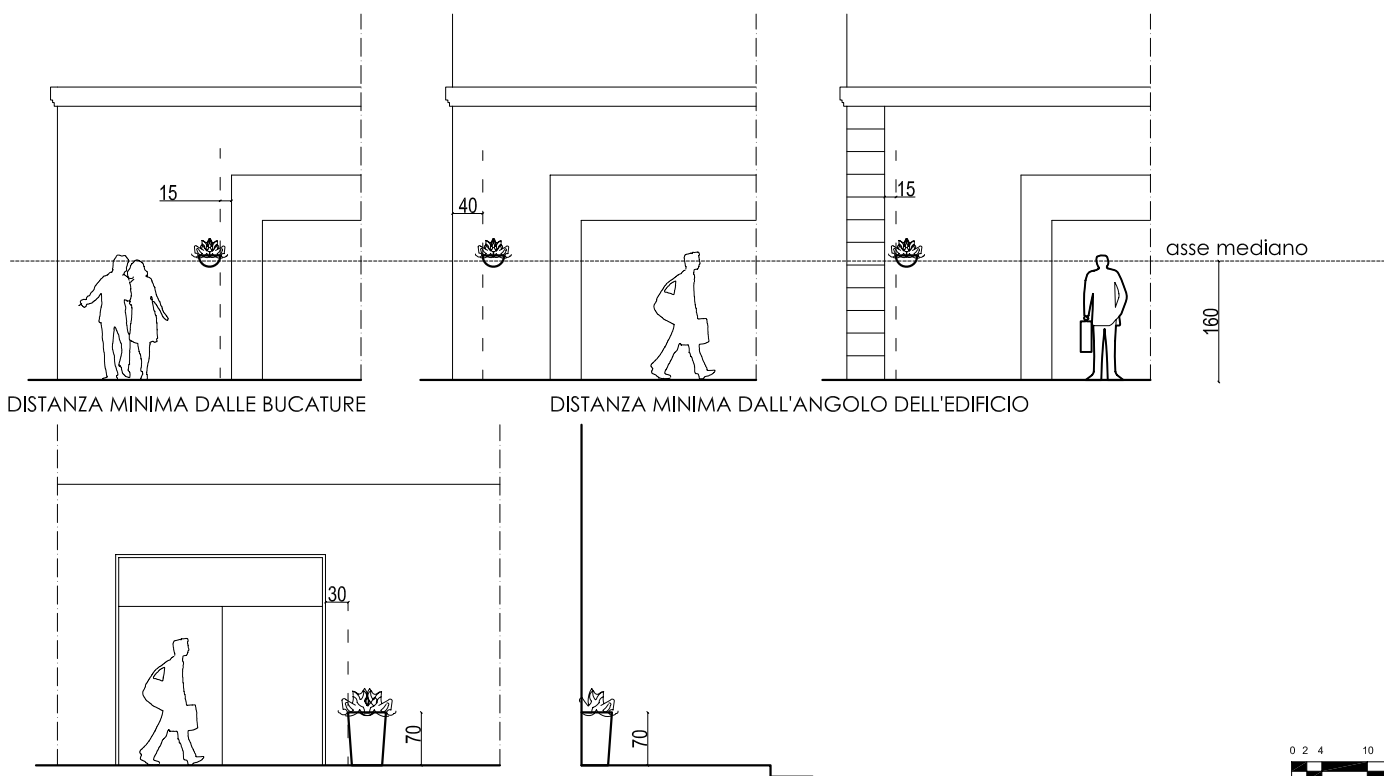 15
40
15
asse mediano
160
DISTANZA MINIMA DALLE BUCATURE
DISTANZA MINIMA DALL'ANGOLO DELL'EDIFICIO
30
70
70
0 2 4 10